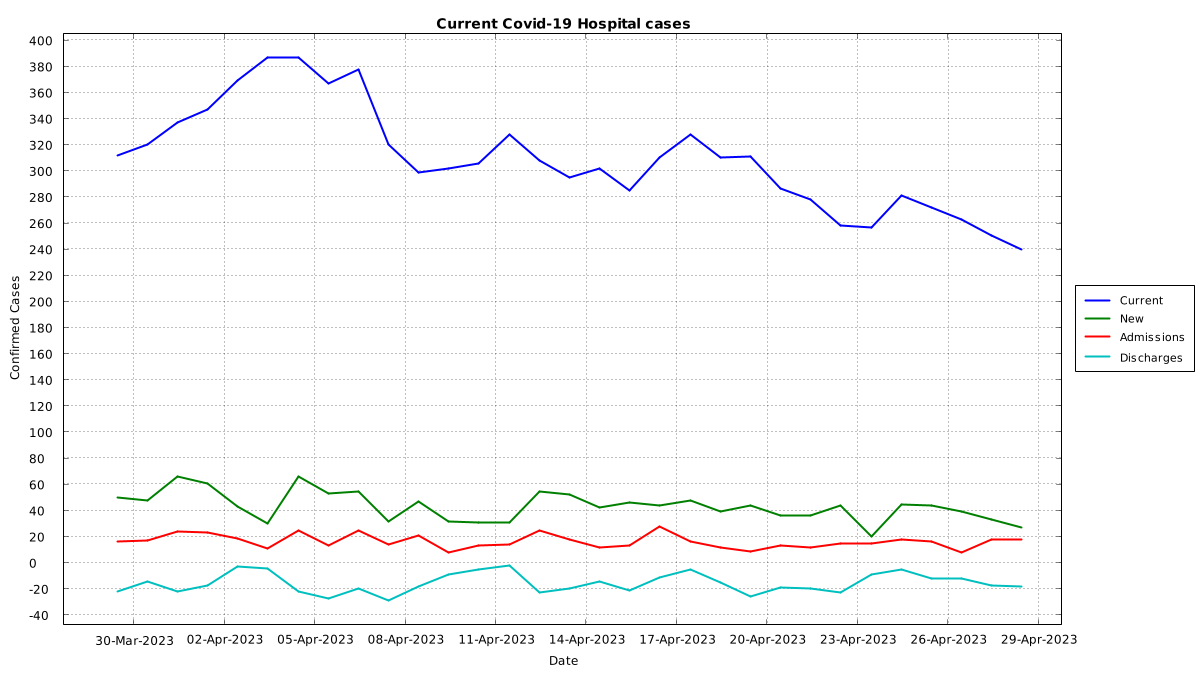 Current Covid-19 Hospital cases
400
380
360
340
320
300
280
260
240
220
200
180
160
140
120
100
80
60
40
20
0
-20
-40
Confirmed Cases
30-Mar-2023 02-Apr-2023 05-Apr-2023 08-Apr-2023 11-Apr-2023 14-Apr-2023 17-Apr-2023 20-Apr-2023 23-Apr-2023 26-Apr-2023 29-Apr-2023
Date
Current
New
Admissions
Discharges